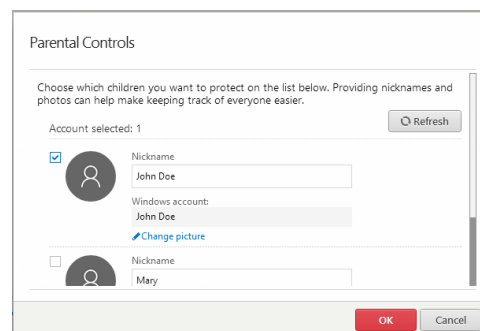 Parental Controls
Choose which children you want to protect on the list below. Providing nicknames and
photos can help make keeping track of everyone easier.
Refresh
Account selected: 1
Nickname
John Doe
Windows account:
John Doe
Change picture
Nickname
Mary
OK
Cancel